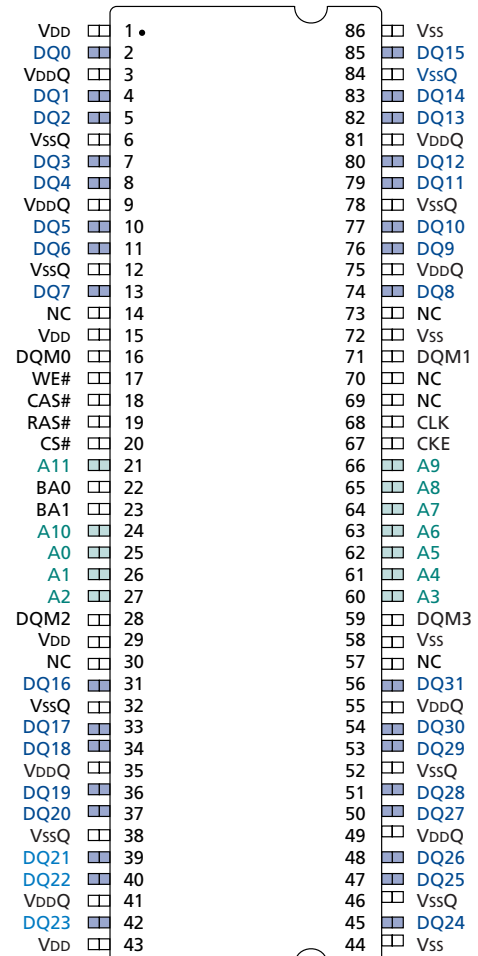 VDD 1 86 Vss
DQ0 2 85 DQ15
VDDQ 3 84 VssQ
DQ1 4 83 DQ14
DQ2 5 82 DQ13
VssQ 6 81 VDDQ
DQ3 7 80 DQ12
DQ4 8 79 DQ11
VDDQ 9 78 VssQ
DQ5 10 77 DQ10
DQ6 11 76 DQ9
VssQ 12 75 VDDQ
DQ7 13 74 DQ8
NC 14 73 NC
VDD 15 72 Vss
DQM0 16 71 DQM1
WE# 17 70 NC
CAS# 18 69 NC
RAS# 19 68 CLK
CS# 20 67 CKE
A11 21 66 A9
BA0 22 65 A8
BA1 23 64 A7
A10 24 63 A6
A0 25 62 A5
A1 26 61 A4
A2 27 60 A3
DQM2 28 59 DQM3
VDD 29 58 Vss
NC 30 57 NC
DQ16 31 56 DQ31
VssQ 32 55 VDDQ
DQ17 33 54 DQ30
DQ18 34 53 DQ29
VDDQ 35 52 VssQ
DQ19 36 51 DQ28
DQ20 37 50 DQ27
VssQ 38 49 VDDQ
DQ21 39 48 DQ26
DQ22 40 47 DQ25
VDDQ 41 46 VssQ
DQ23 42 45 DQ24
VDD 43 44 Vss